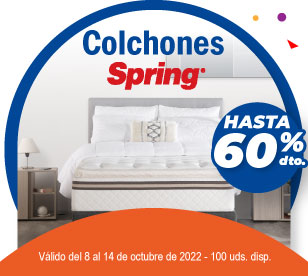 Colchones
Spring®
HASTA
60%
dto.
Válido del 8 al 14 de octubre de 2022 - 100 uds. disp.